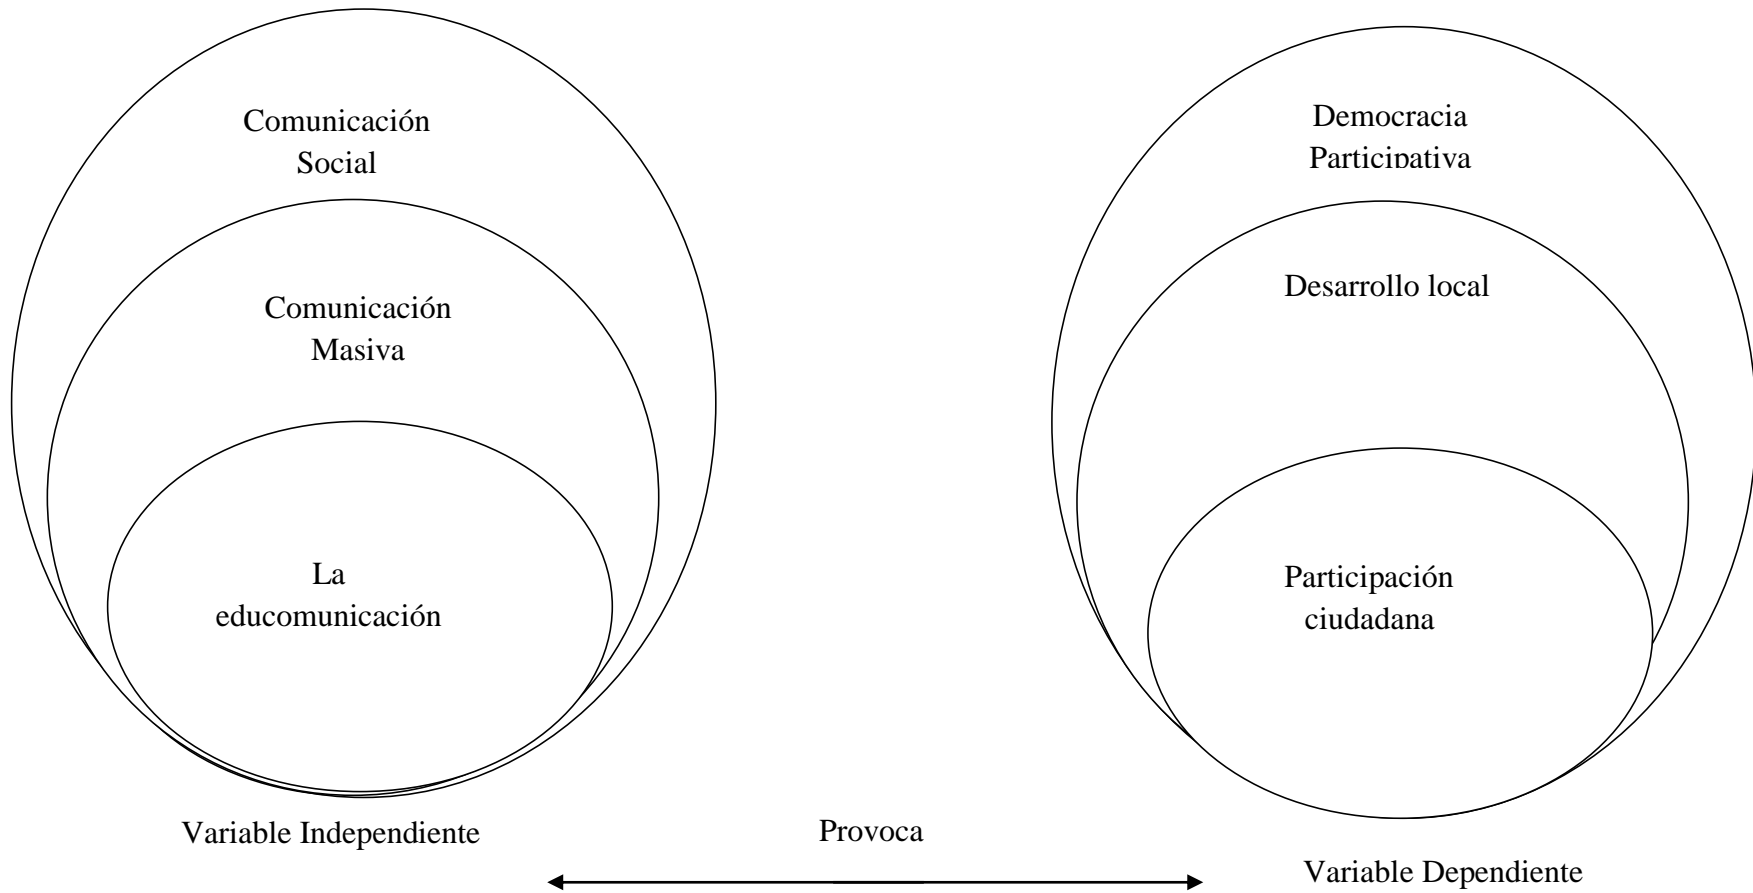 Comunicación
Social
Comunicación
Masiva
La
educomunicación
Variable Independiente
Provoca
Democracia
Participativa
Desarrollo local
Participación
ciudadana
Variable Dependiente